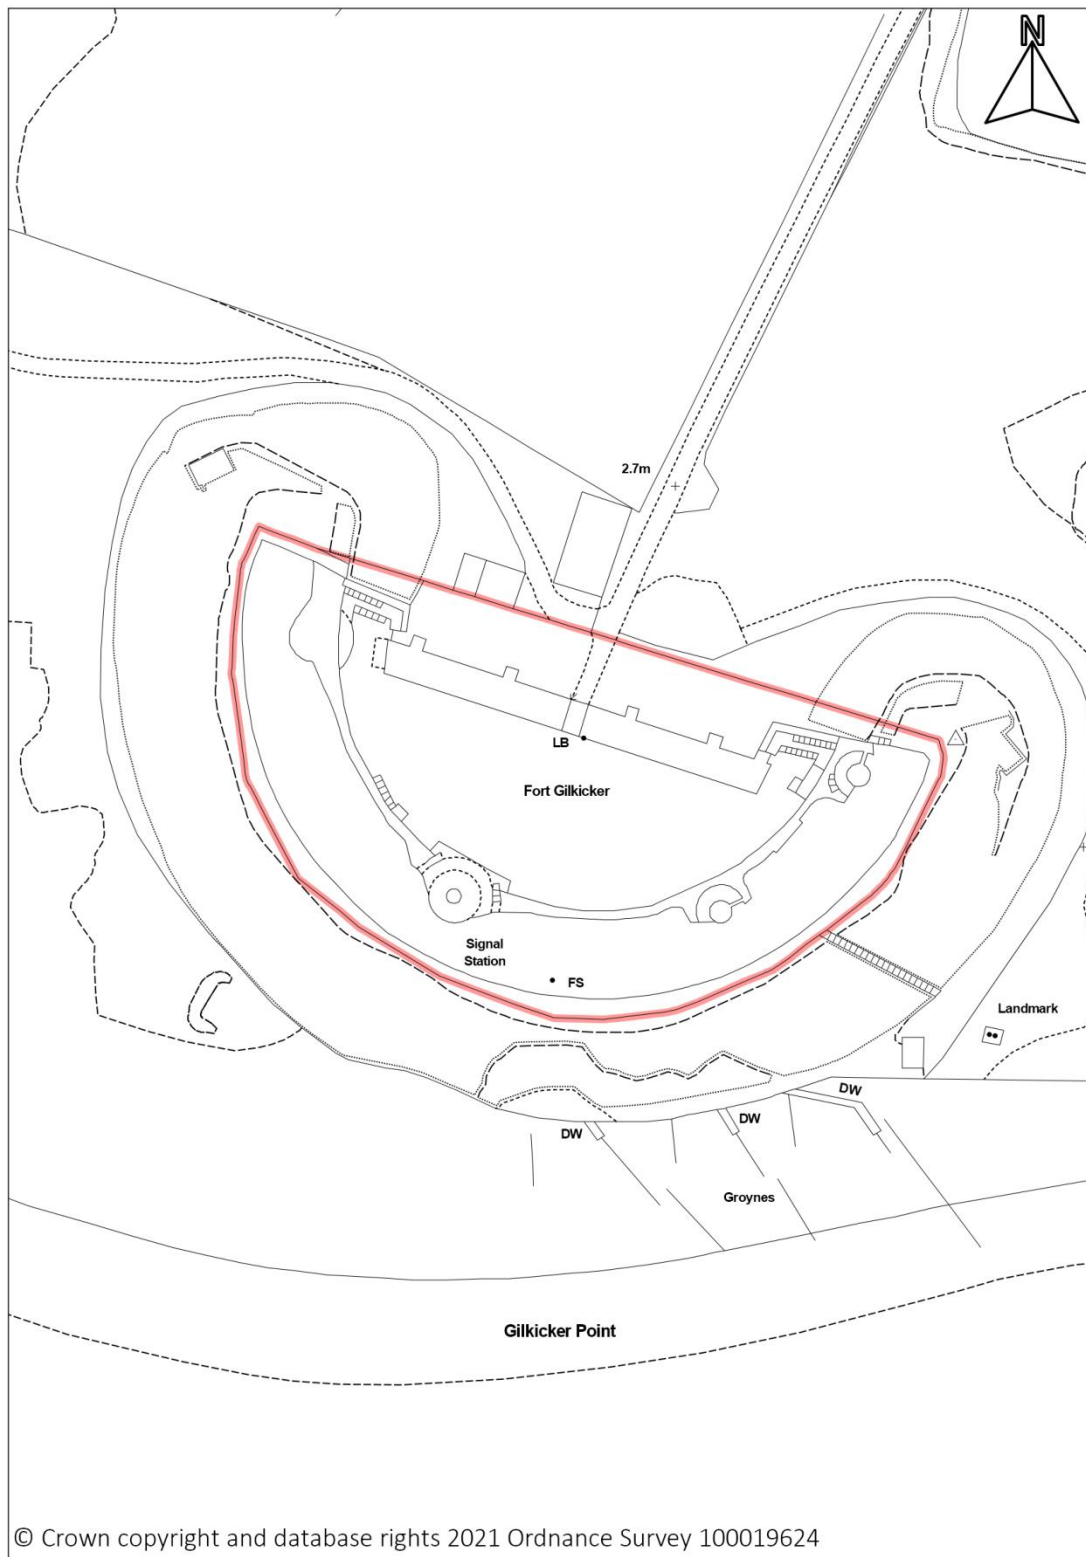 N
2.7m
LB
Fort Gilkicker
Signal
Station
FS
Landmark
DW
DW
DW
Groynes
Gilkicker Point
© Crown copyright and database rights 2021 Ordnance Survey 100019624